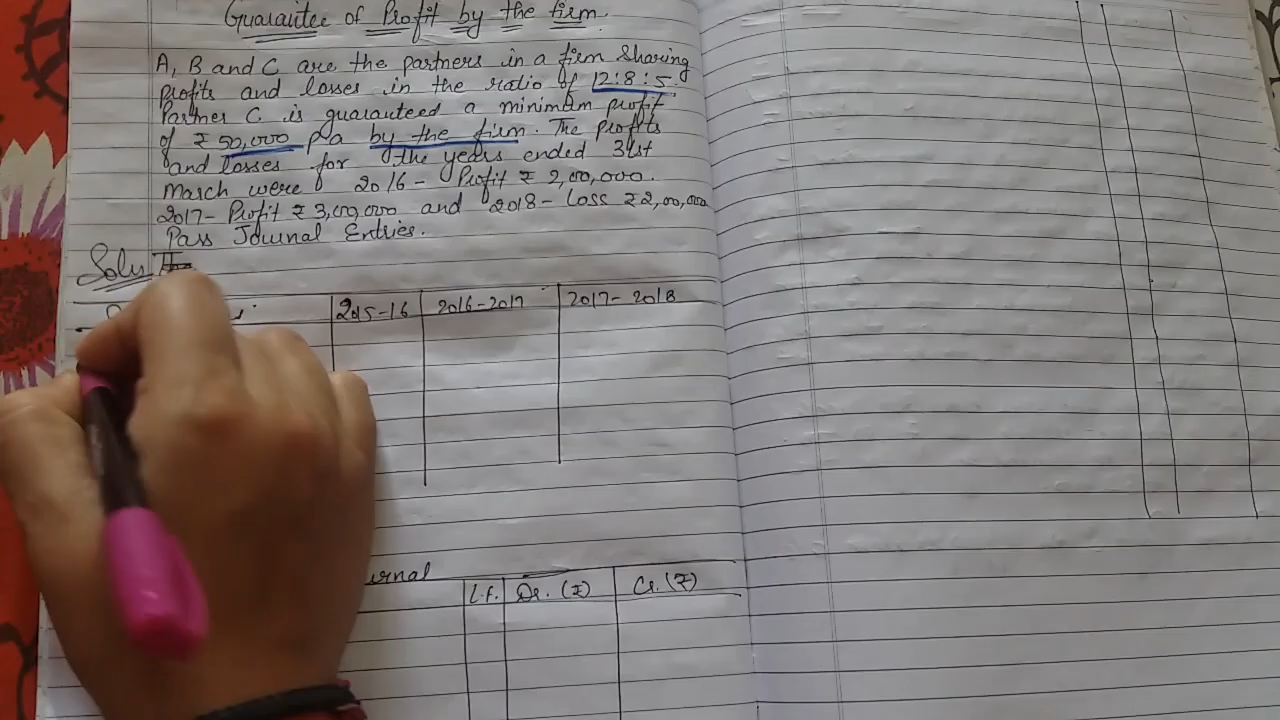 Guarantee of Profit by the firm.
A, B and C are the partners in a firm sharing
profits and losses in the ratio of 12:8:5.
Partner C is guaranteed a minimum profit
of ₹ 50,000 p.a by the firm. The profits
and losses for the years ended 31st
March were 2016- Profit ₹ 2,00,000.
2017- Profit ₹ 3,00,000 and 2018- Loss ₹2,00,000
Pass Journal Entries.
Solu
2015-16 2016-2017 2017-2018
urnal
L.f. Dr. (₹) Cr. (₹)